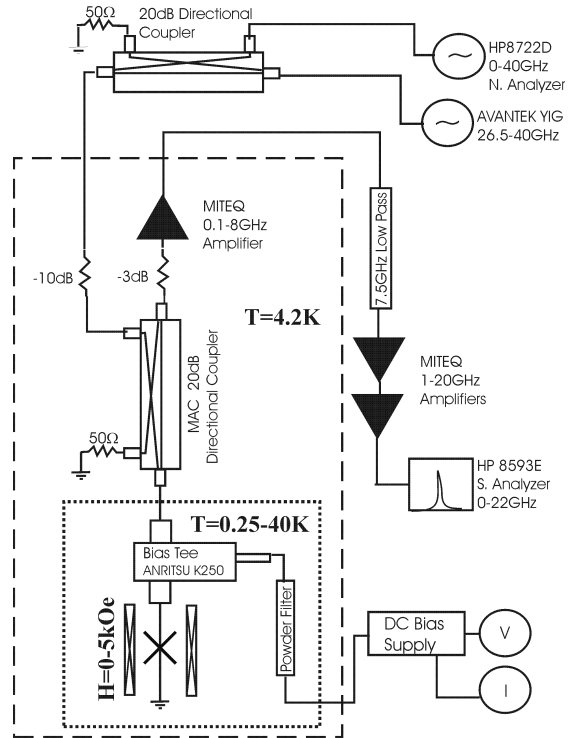 50Ω
20dB Directional
Coupler
HP8722D
0-40GHz
N. Analyzer
AVANTEK YIG
26.5-40GHz
MITEQ
0.1-8GHz
Amplifier
7.5GHz Low Pass
-10dB
-3dB
T=4.2K
MAC 20dB
Directional Coupler
MITEQ
1-20GHz
Amplifiers
50Ω
HP 8593E
S. Analyzer
0-22GHz
T=0.25-40K
Bias Tee
ANRITSU K250
H=0-5kOe
Powder Filter
DC Bias
Supply
V
I